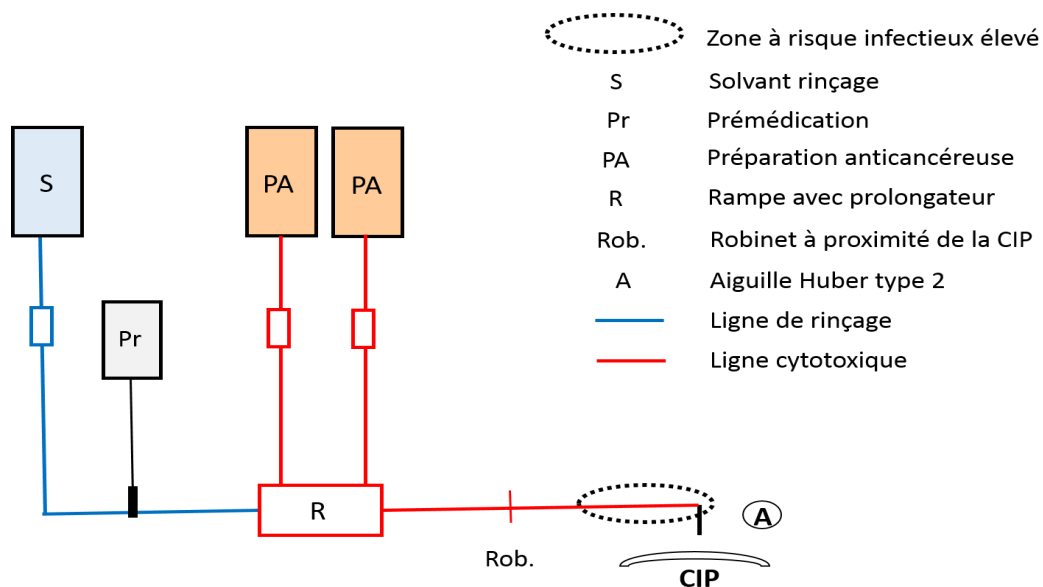 Zone à risque infectieux élevé
S Solvant rinçage
Pr Prémédication
PA Préparation anticancéreuse
R Rampe avec prolongateur
Rob. Robinet à proximité de la CIP
A Aiguille Huber type 2
Ligne de rinçage
Ligne cytotoxique
S
PA
PA
Pr
R
Rob.
A
CIP